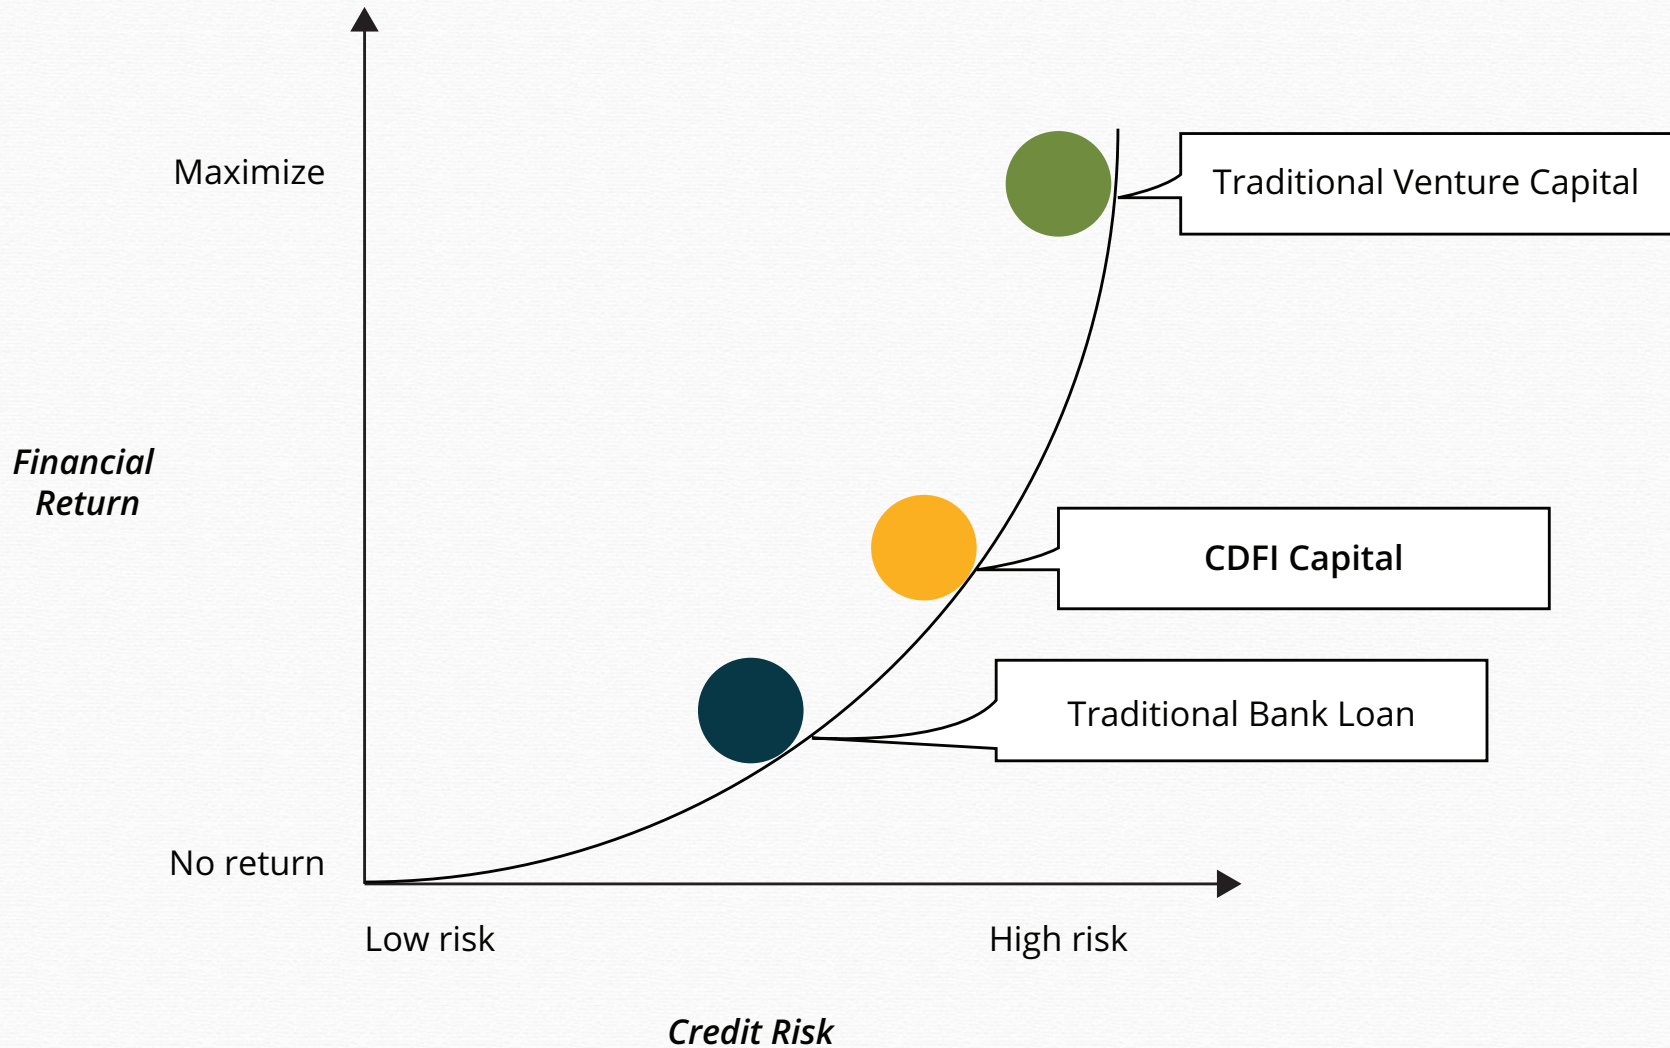 Maximize
Traditional Venture Capital
Financial
Return
CDFI Capital
Traditional Bank Loan
No return
Low risk
High risk
Credit Risk